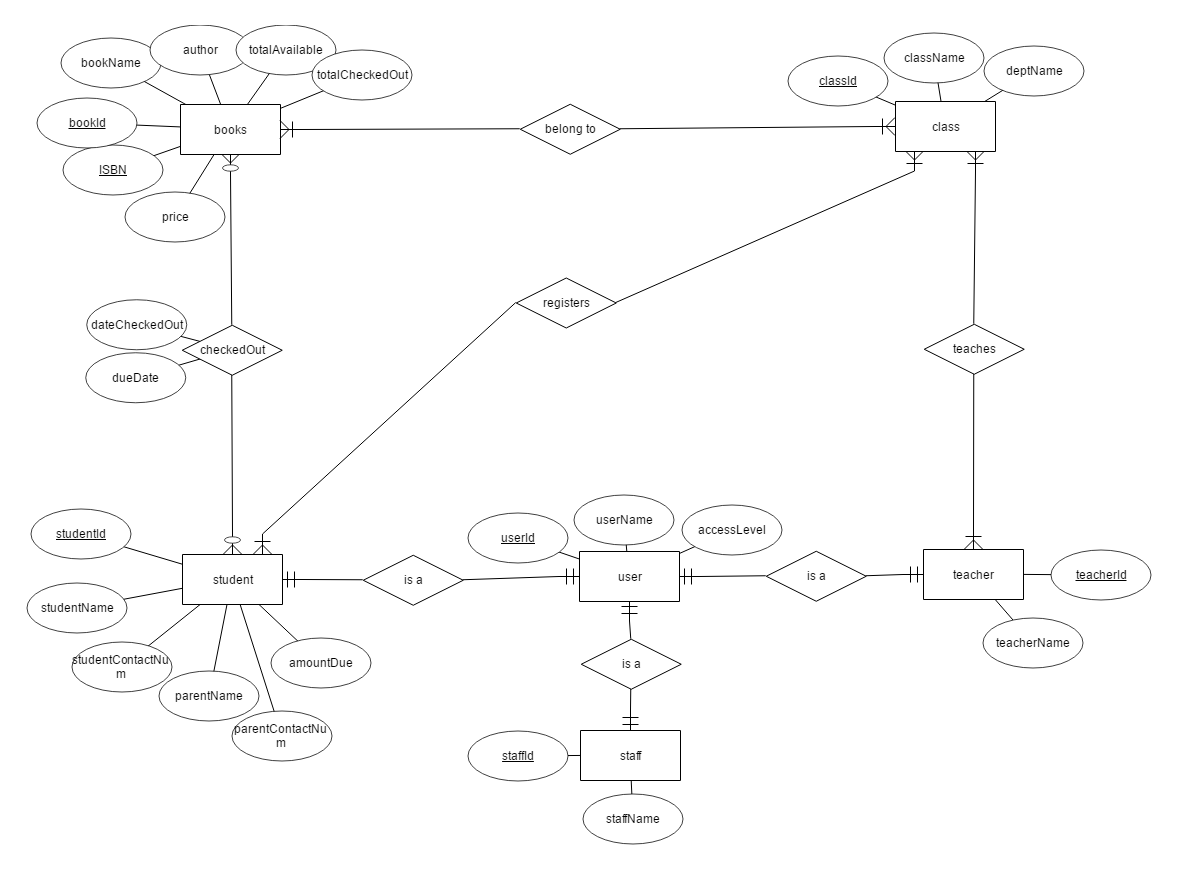 author
totalAvailable
bookName
totalCheckedOut
className
deptName
classId
bookId
books
belong to
class
ISBN
price
registers
dateCheckedOut
checkedOut
teaches
dueDate
userName
accessLevel
studentId
userId
student
is a
user
is a
teacher
teacherId
studentName
teacherName
studentContactNu
m
amountDue
is a
parentName
parentContactNu
m
staffId
staff
staffName